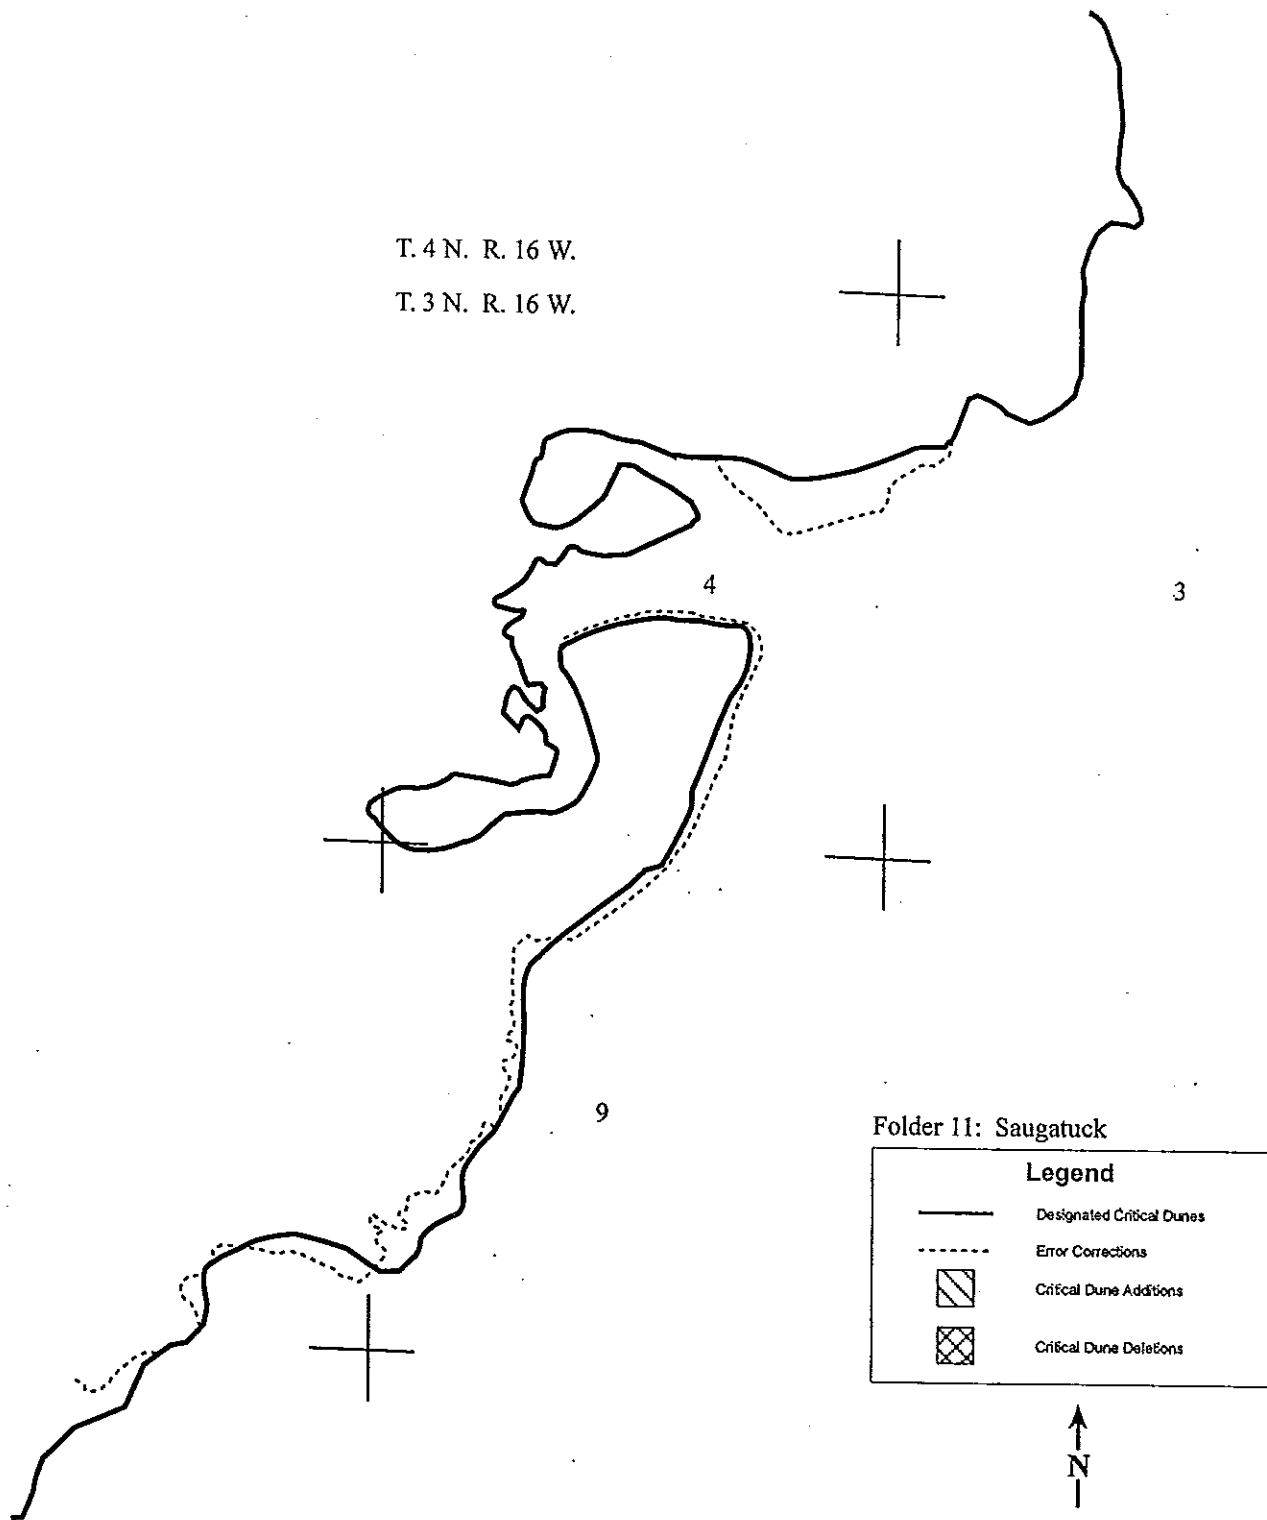 T. 4 N. R. 16 W.
T. 3 N. R. 16 W.
4
3
9
Folder 11: Saugatuck
Legend
Designated Critical Dunes
Error Corrections
Critical Dune Additions
Critical Dune Deletions
N